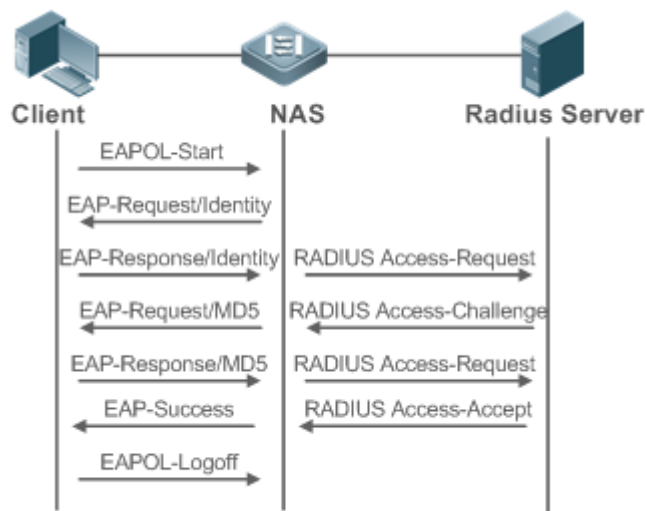 Client NAS Radius Server
EAPOL-Start
EAP-Request/Identity
EAP-Response/Identity RADIUS Access-Request
EAP-Request/MD5 RADIUS Access-Challenge
EAP-Response/MD5 RADIUS Access-Request
EAP-Success RADIUS Access-Accept
EAPOL-Logoff